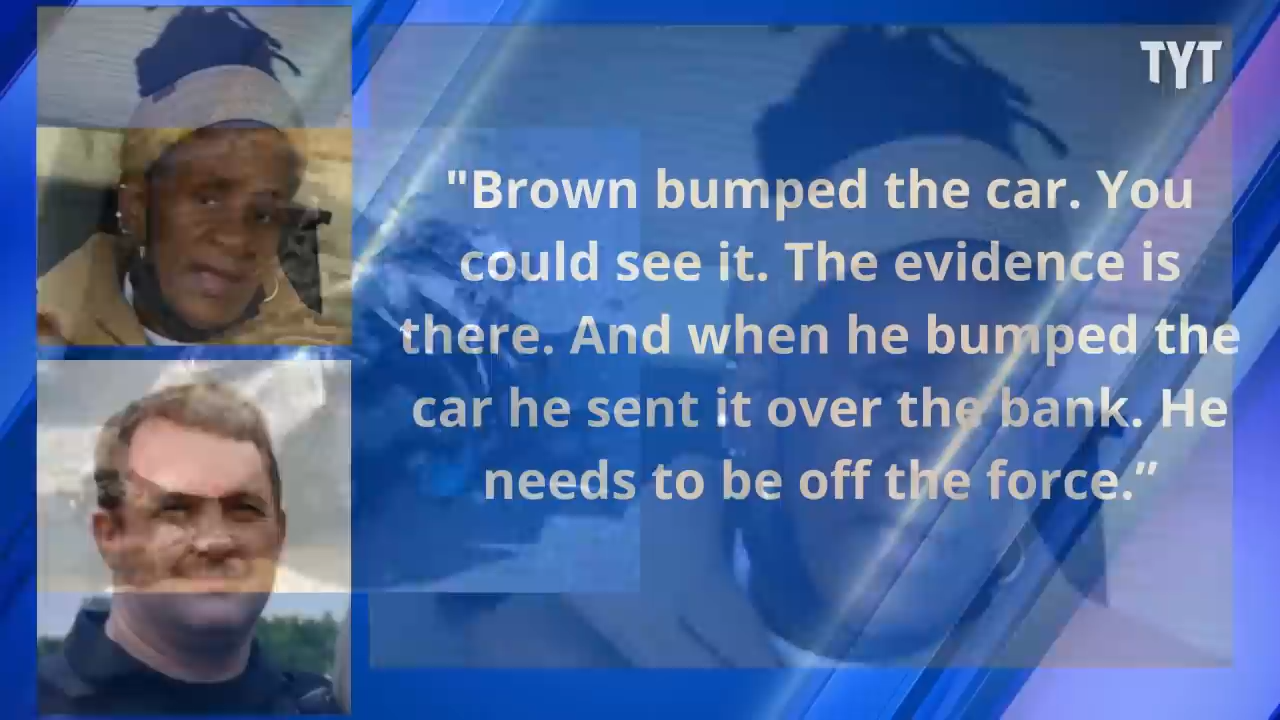 TYT
"Brown bumped the car. You
could see it. The evidence is
there. And when he bumped the
car he sent it over the bank. He
needs to be off the force.”